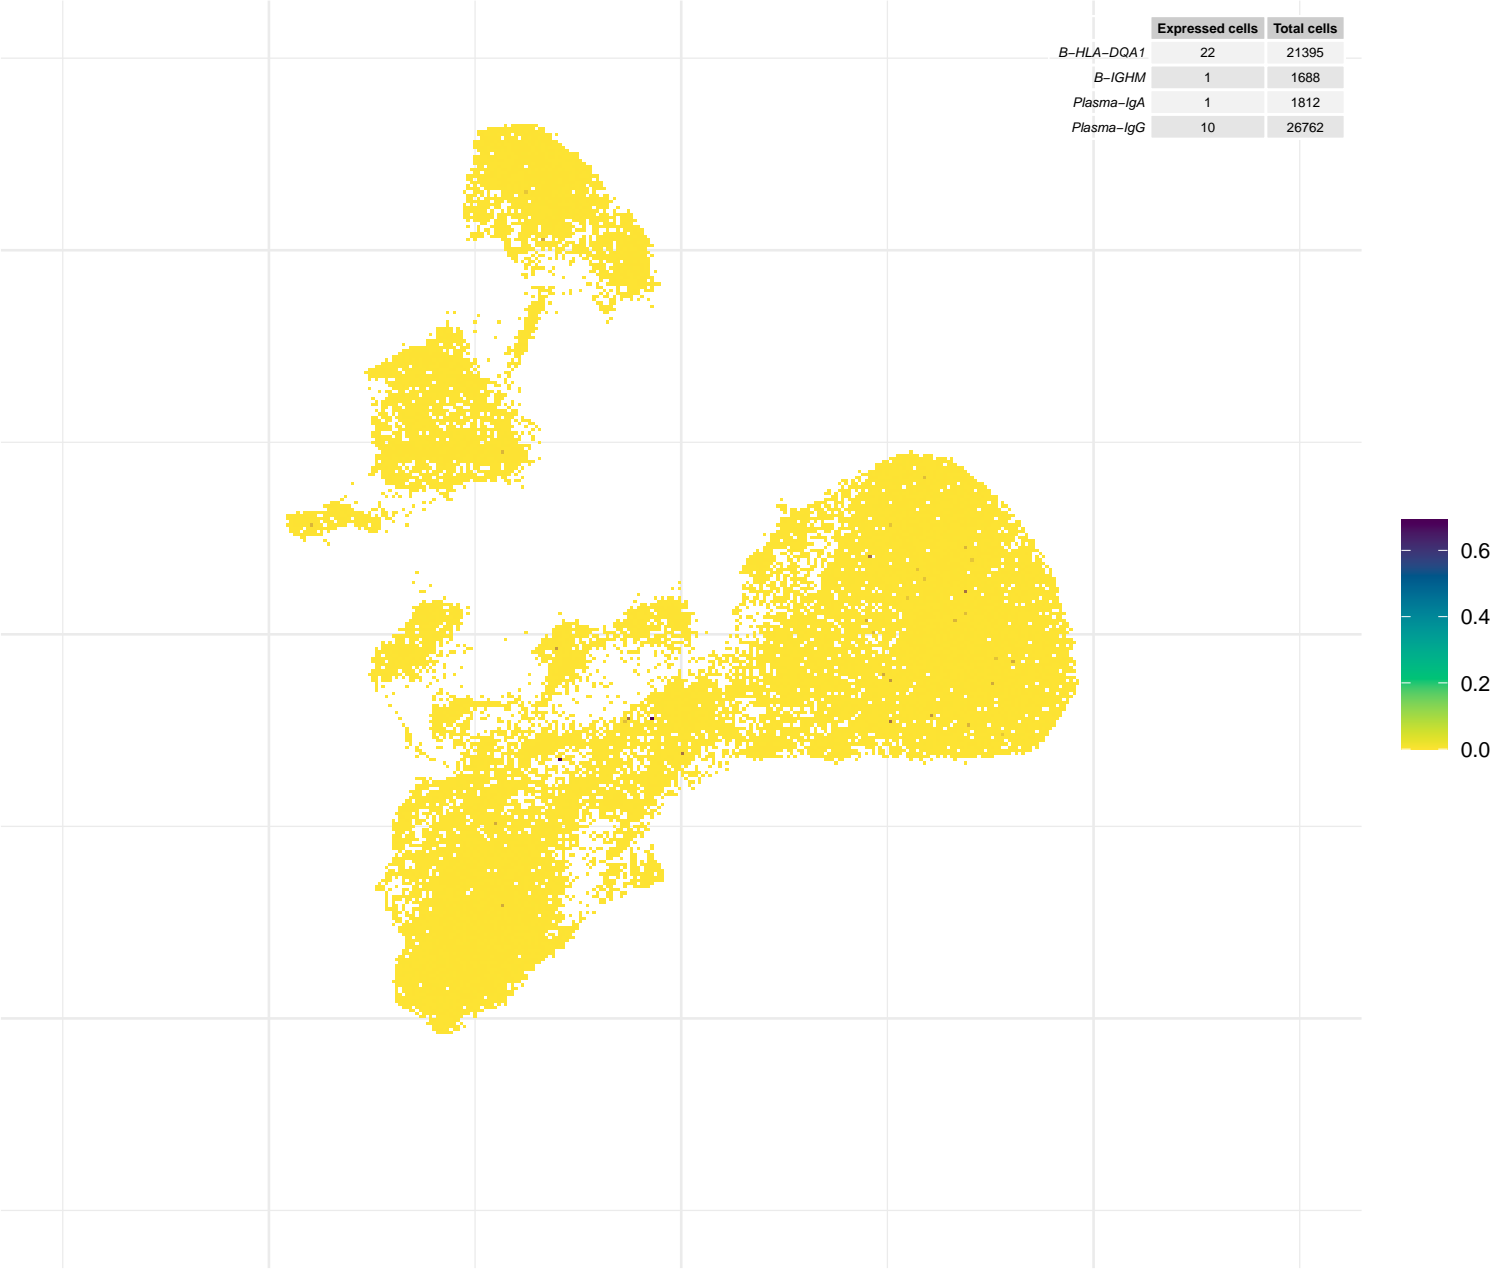 Expressed cells Total cells
B−HLA−DQA1 22 21395
B−IGHM 1 1688
Plasma−IgA 1 1812
Plasma−IgG 10 26762
0.6
0.4
0.2
0.0